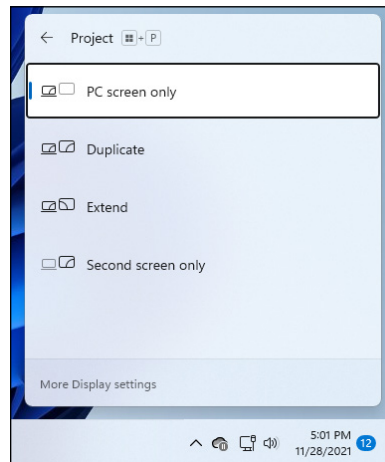 Project + P
PC screen only
Duplicate
Extend
Second screen only
More Display settings
5:01 PM
11/28/2021 12